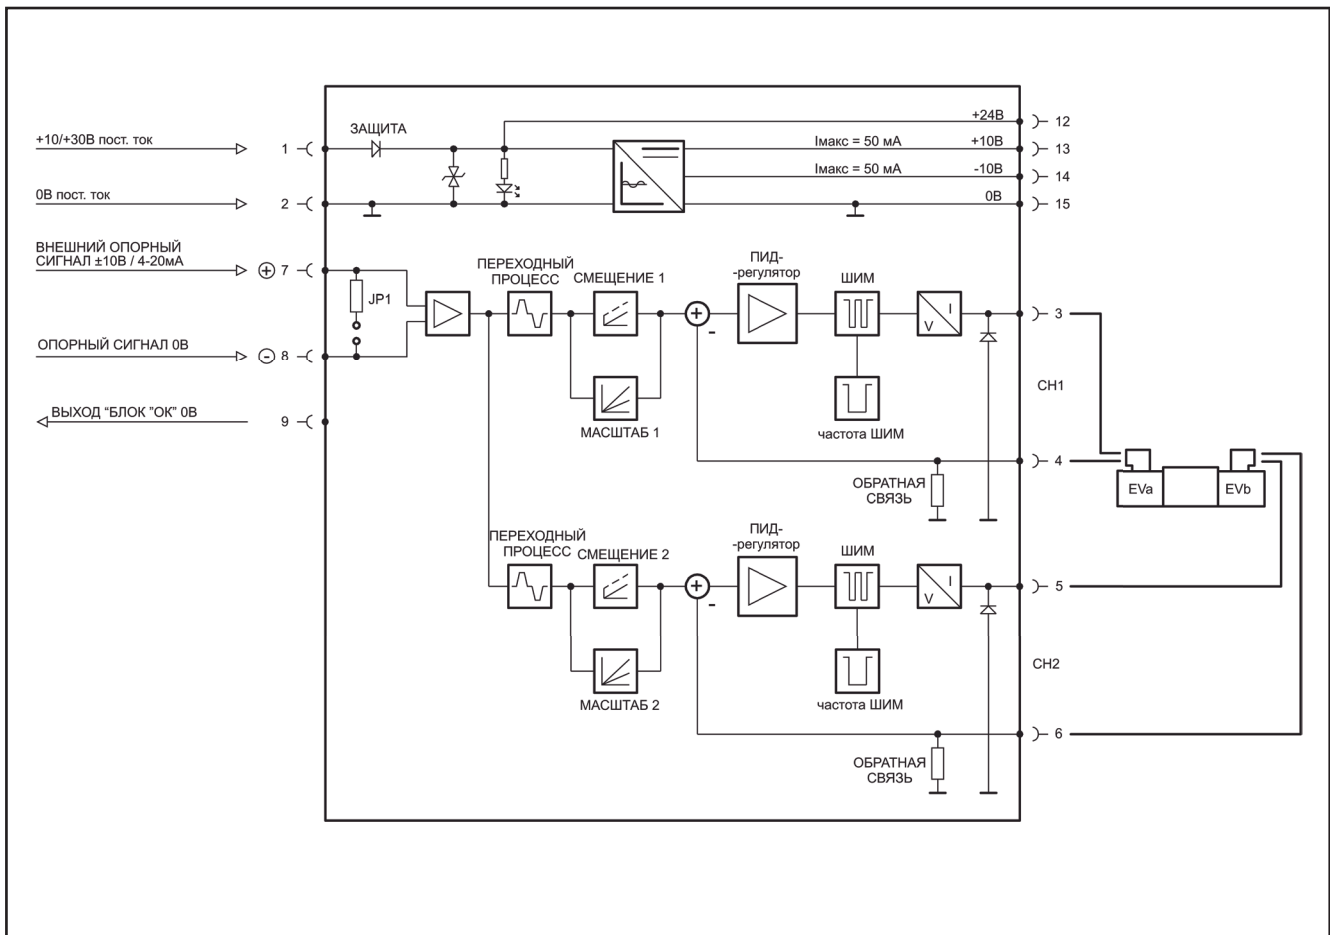 +24В
12
ЗАЩИТА
+10/+30В пост. ток
1
Iмакс = 50 мА
+10В
13
Iмакс = 50 мА
-10В
14
0В пост. ток
2
0В
15
ВНЕШНИЙ ОПОРНЫЙ
СИГНАЛ ±10В / 4-20мА
+ 7
JP1
ПЕРЕХОДНЫЙ
ПРОЦЕСС
СМЕЩЕНИЕ 1
ПИД-
-регулятор
ШИМ
+
-
I
V
3
ОПОРНЫЙ СИГНАЛ 0В
- 8
CH1
ВЫХОД “БЛОК ”ОК” 0В
9
МАСШТАБ 1
частота ШИМ
4
ОБРАТНАЯ
СВЯЗЬ
EVa
EVb
ПЕРЕХОДНЫЙ
ПРОЦЕСС
СМЕЩЕНИЕ 2
ПИД-
-регулятор
ШИМ
+
-
I
V
5
CH2
МАСШТАБ 2
частота ШИМ
6
ОБРАТНАЯ
СВЯЗЬ